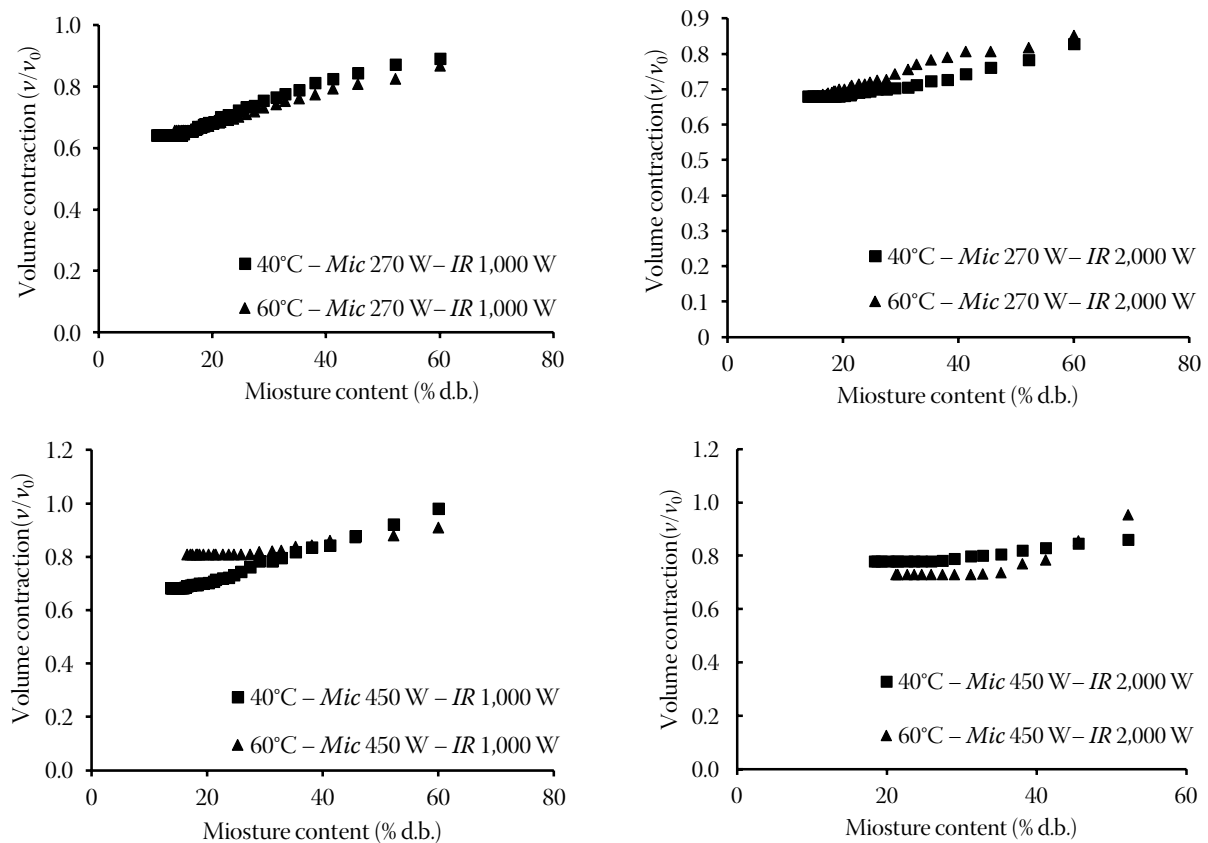 1.0
0.8
0.6
0.4
0.2
0.0
Volume contraction (v/v0)
40°C – Mic 270 W– IR 1,000 W
60°C – Mic 270 W– IR 1,000 W
0 20 40 60 80
Miosture content (% d.b.)
0.9
0.8
0.7
0.6
0.5
0.4
0.3
0.2
0.1
0
Volume contraction(v/v0)
40°C – Mic 270 W– IR 2,000 W
60°C – Mic 270 W– IR 2,000 W
0 20 40 60 80
Miosture content (% d.b.)
1.2
1.0
0.8
0.6
0.4
0.2
0.0
Volume contraction(v/v0)
40°C – Mic 450 W– IR 1,000 W
60°C – Mic 450 W– IR 1,000 W
0 20 40 60 80
Miosture content (% d.b.)
1.2
1.0
0.8
0.6
0.4
0.2
0.0
Volume contraction(v/v0)
40°C – Mic 450 W– IR 2,000 W
60°C – Mic 450 W– IR 2,000 W
0 20 40 60
Miosture content (% d.b.)